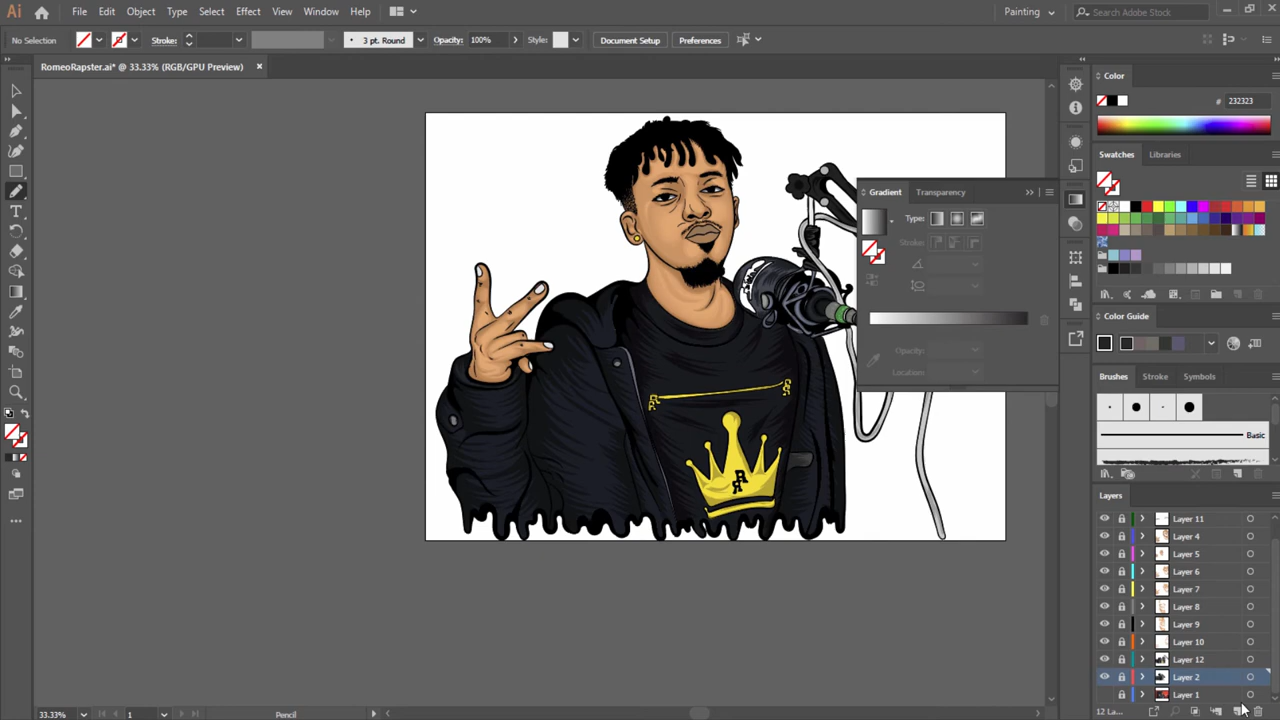 Ai File Edit Object Type Select Effect View Window Help Painting Search Adobe Stock
No Selection Stroke: 3 pt. Round Opacity: 100% Style: Document Setup Preferences
RomeoRapster.ai* @ 33.33% (RGB/GPU Preview)
Color
# 232323
Swatches Libraries
Gradient Transparency
Type:
Stroke:
Opacity:
Location:
Color Guide
Brushes Stroke Symbols
Basic
Layers
Layer 11
Layer 4
Layer 5
Layer 6
Layer 7
Layer 8
Layer 9
Layer 10
Layer 12
Layer 2
Layer 1
33.33% 1 Pencil 12 La...